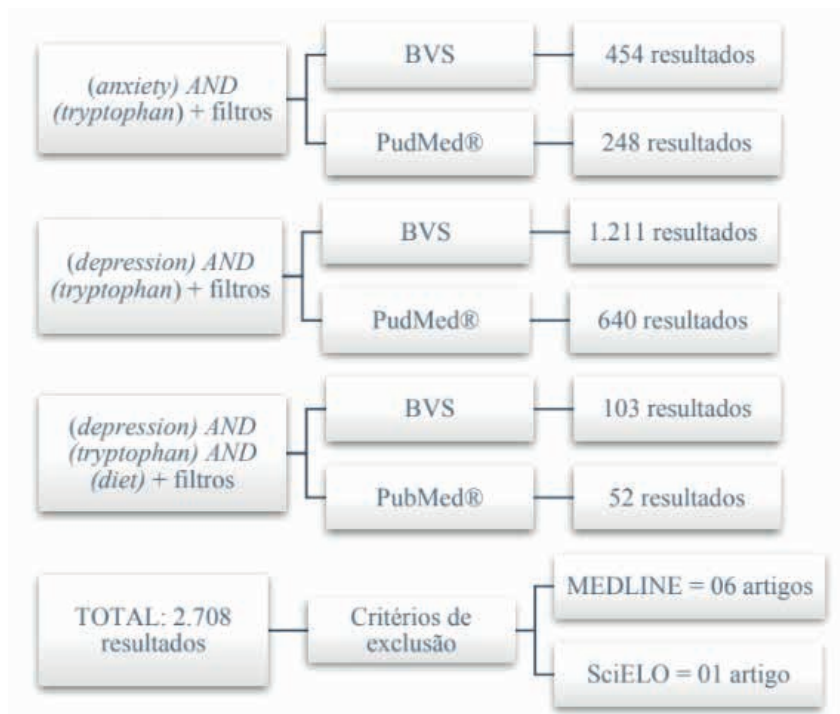 (anxiety) AND
(tryptophan) + filtros
BVS
454 resultados
PudMed®
248 resultados
(depression) AND
(tryptophan) + filtros
BVS
1.211 resultados
PudMed®
640 resultados
(depression) AND
(tryptophan) AND
(diet) + filtros
BVS
103 resultados
PubMed®
52 resultados
TOTAL: 2.708
resultados
Critérios de
exclusão
MEDLINE = 06 artigos
SciELO = 01 artigo